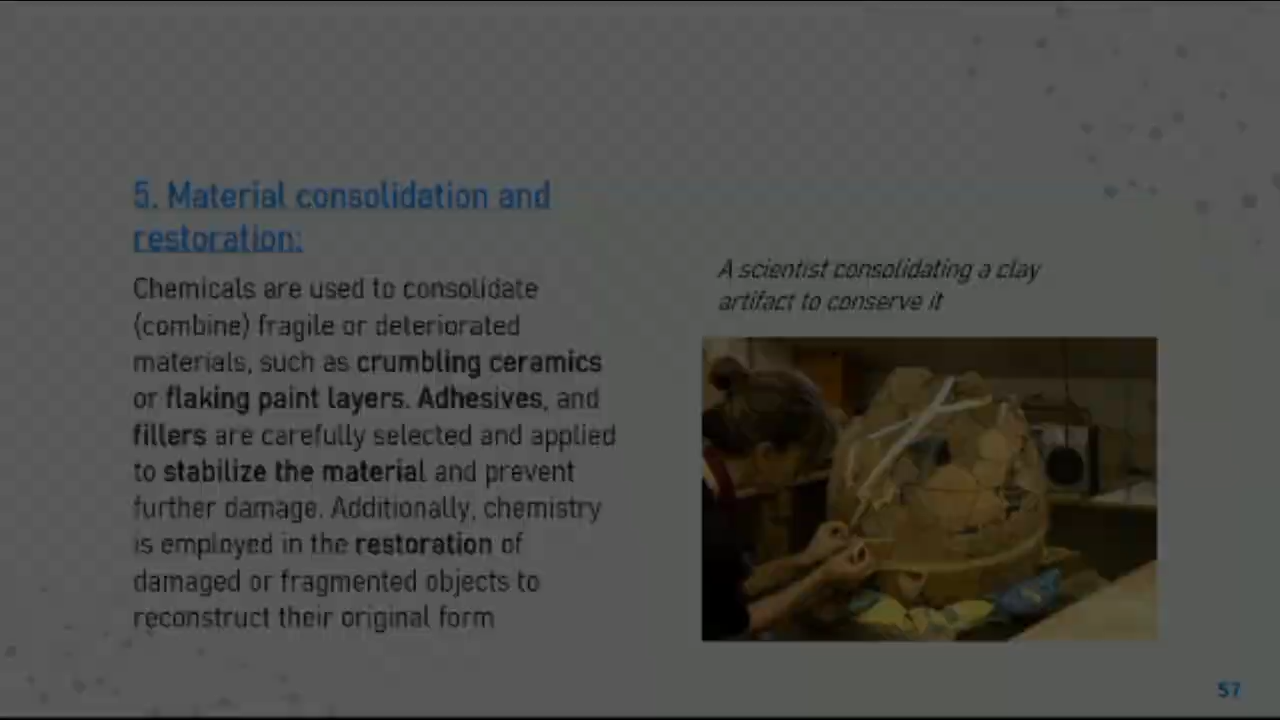 5. Material consolidation and
restoration:
Chemicals are used to consolidate
(combine) fragile or deteriorated
materials, such as crumbling ceramics
or flaking paint layers. Adhesives, and
fillers are carefully selected and applied
to stabilize the material and prevent
further damage. Additionally, chemistry
is employed in the restoration of
damaged or fragmented objects to
reconstruct their original form
A scientist consolidating a clay
artifact to conserve it
57